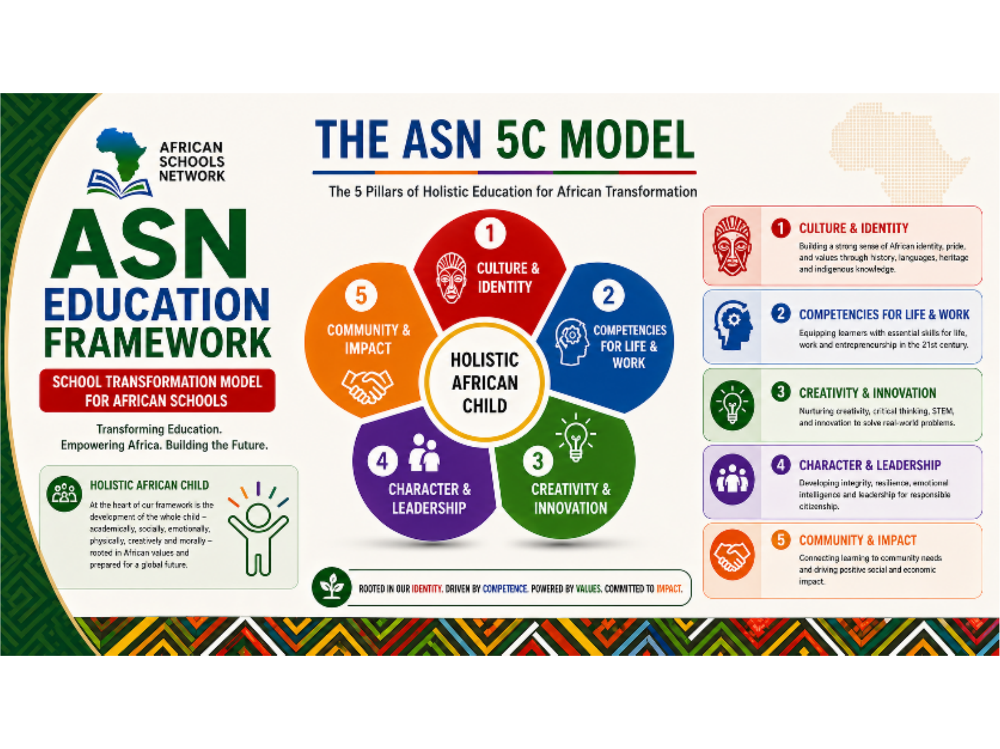 AFRICAN
SCHOOLS
NETWORK
ASN
EDUCATION
FRAMEWORK
SCHOOL TRANSFORMATION MODEL
FOR AFRICAN SCHOOLS
Transforming Education.
Empowering Africa. Building the Future.
HOLISTIC AFRICAN CHILD
At the heart of our framework is the
development of the whole child –
academically, socially, emotionally,
physically, creatively and morally –
rooted in African values and
prepared for a global future.
THE ASN 5C MODEL
The 5 Pillars of Holistic Education for African Transformation
1
CULTURE &
IDENTITY
2
COMPETENCIES
FOR LIFE &
WORK
3
CREATIVITY &
INNOVATION
4
CHARACTER &
LEADERSHIP
5
COMMUNITY &
IMPACT
HOLISTIC
AFRICAN
CHILD
ROOTED IN OUR IDENTITY. DRIVEN BY COMPETENCE. POWERED BY VALUES. COMMITTED TO IMPACT.
1 CULTURE & IDENTITY
Building a strong sense of African identity, pride,
and values through history, languages, heritage
and indigenous knowledge.
2 COMPETENCIES FOR LIFE & WORK
Equipping learners with essential skills for life,
work and entrepreneurship in the 21st century.
3 CREATIVITY & INNOVATION
Nurturing creativity, critical thinking, STEM,
and innovation to solve real-world problems.
4 CHARACTER & LEADERSHIP
Developing integrity, resilience, emotional
intelligence and leadership for responsible
citizenship.
5 COMMUNITY & IMPACT
Connecting learning to community needs
and driving positive social and economic
impact.